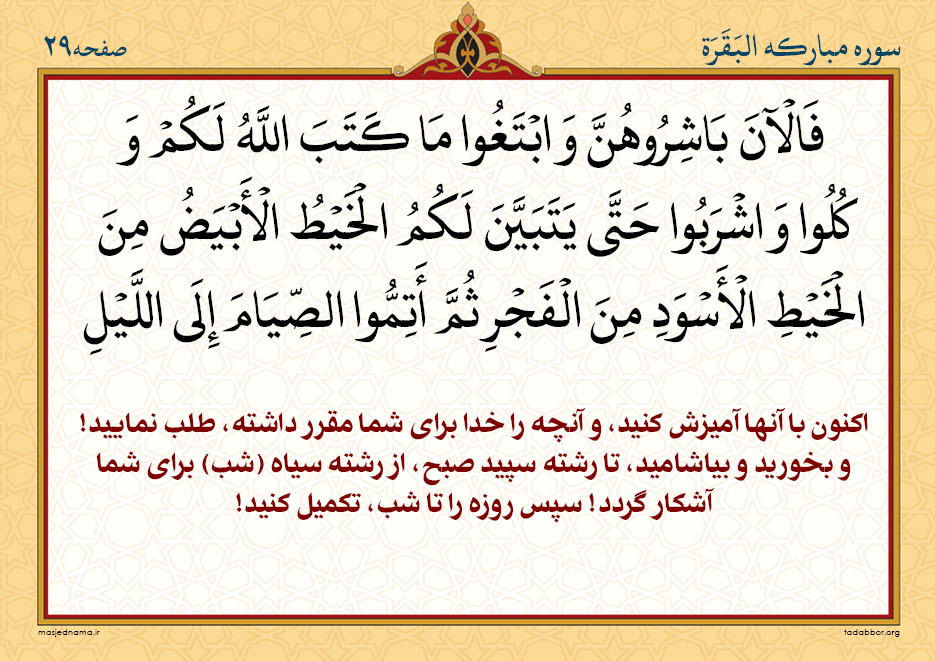 سوره مبارکه البَقَرَة
صفحه۲۹
فَالْآنَ بَاشِرُوهُنَّ وَ ابْتَغُوا مَا كَتَبَ اللَّهُ لَكُمْ وَ
كُلُوا وَ اشْرَبُوا حَتَّى يَتَبَيَّنَ لَكُمُ الْخَيْطُ الْأَبْيَضُ مِنَ
الْخَيْطِ الْأَسْوَدِ مِنَ الْفَجْرِ ثُمَّ أَتِمُّوا الصِّيَامَ إِلَى اللَّيْلِ
اکنون با آنها آمیزش کنید، و آنچه را خدا برای شما مقرر داشته، طلب نمایید!
و بخورید و بیاشامید، تا رشته سپید صبح، از رشته سیاه (شب) برای شما
آشکار گردد! سپس روزه را تا شب، تکمیل کنید!
masjednama.ir
tadabbor.org